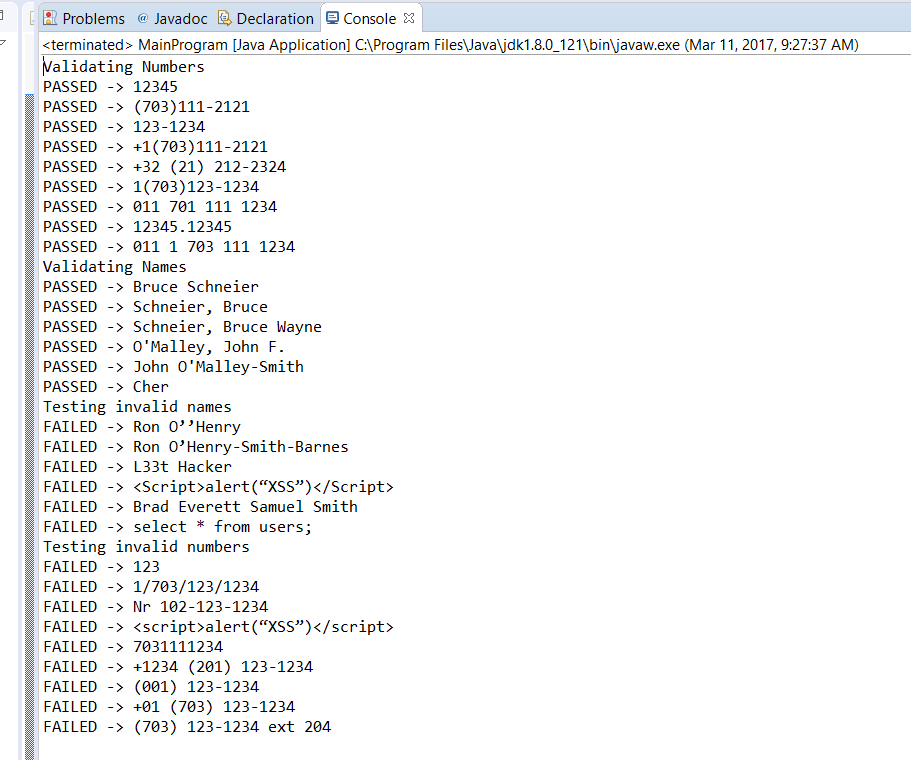 Problems @ Javadoc Declaration Console
<terminated> MainProgram [Java Application] C:\Program Files\Java\jdk1.8.0_121\bin\javaw.exe (Mar 11, 2017, 9:27:37 AM)
Validating Numbers
PASSED -> 12345
PASSED -> (703)111-2121
PASSED -> 123-1234
PASSED -> +1(703)111-2121
PASSED -> +32 (21) 212-2324
PASSED -> 1(703)123-1234
PASSED -> 011 701 111 1234
PASSED -> 12345.12345
PASSED -> 011 1 703 111 1234
Validating Names
PASSED -> Bruce Schneier
PASSED -> Schneier, Bruce
PASSED -> Schneier, Bruce Wayne
PASSED -> O'Malley, John F.
PASSED -> John O'Malley-Smith
PASSED -> Cher
Testing invalid names
FAILED -> Ron O’’Henry
FAILED -> Ron O’Henry-Smith-Barnes
FAILED -> L33t Hacker
FAILED -> <Script>alert(“XSS”)</Script>
FAILED -> Brad Everett Samuel Smith
FAILED -> select * from users;
Testing invalid numbers
FAILED -> 123
FAILED -> 1/703/123/1234
FAILED -> Nr 102-123-1234
FAILED -> <script>alert(“XSS”)</script>
FAILED -> 7031111234
FAILED -> +1234 (201) 123-1234
FAILED -> (001) 123-1234
FAILED -> +01 (703) 123-1234
FAILED -> (703) 123-1234 ext 204